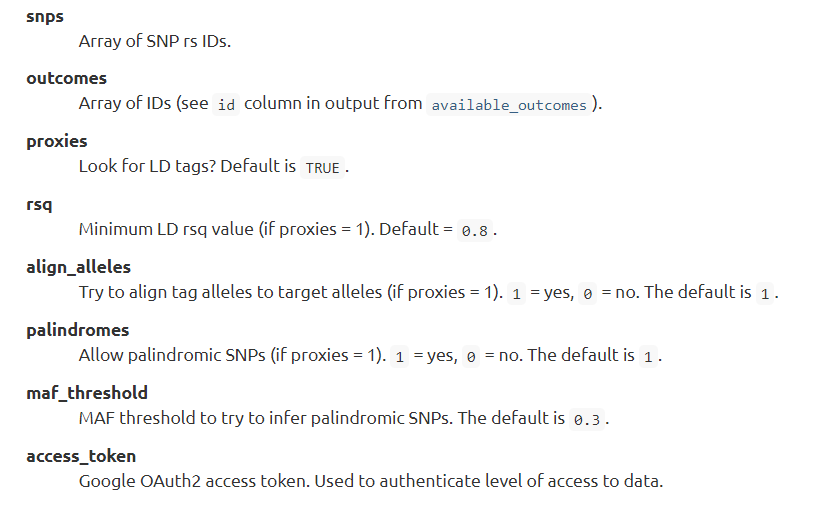 snps
Array of SNP rs IDs.
outcomes
Array of IDs (see id column in output from available_outcomes ).
proxies
Look for LD tags? Default is TRUE .
rsq
Minimum LD rsq value (if proxies = 1). Default = 0.8 .
align_alleles
Try to align tag alleles to target alleles (if proxies = 1). 1 = yes, 0 = no. The default is 1 .
palindromes
Allow palindromic SNPs (if proxies = 1). 1 = yes, 0 = no. The default is 1 .
maf_threshold
MAF threshold to try to infer palindromic SNPs. The default is 0.3 .
access_token
Google OAuth2 access token. Used to authenticate level of access to data.